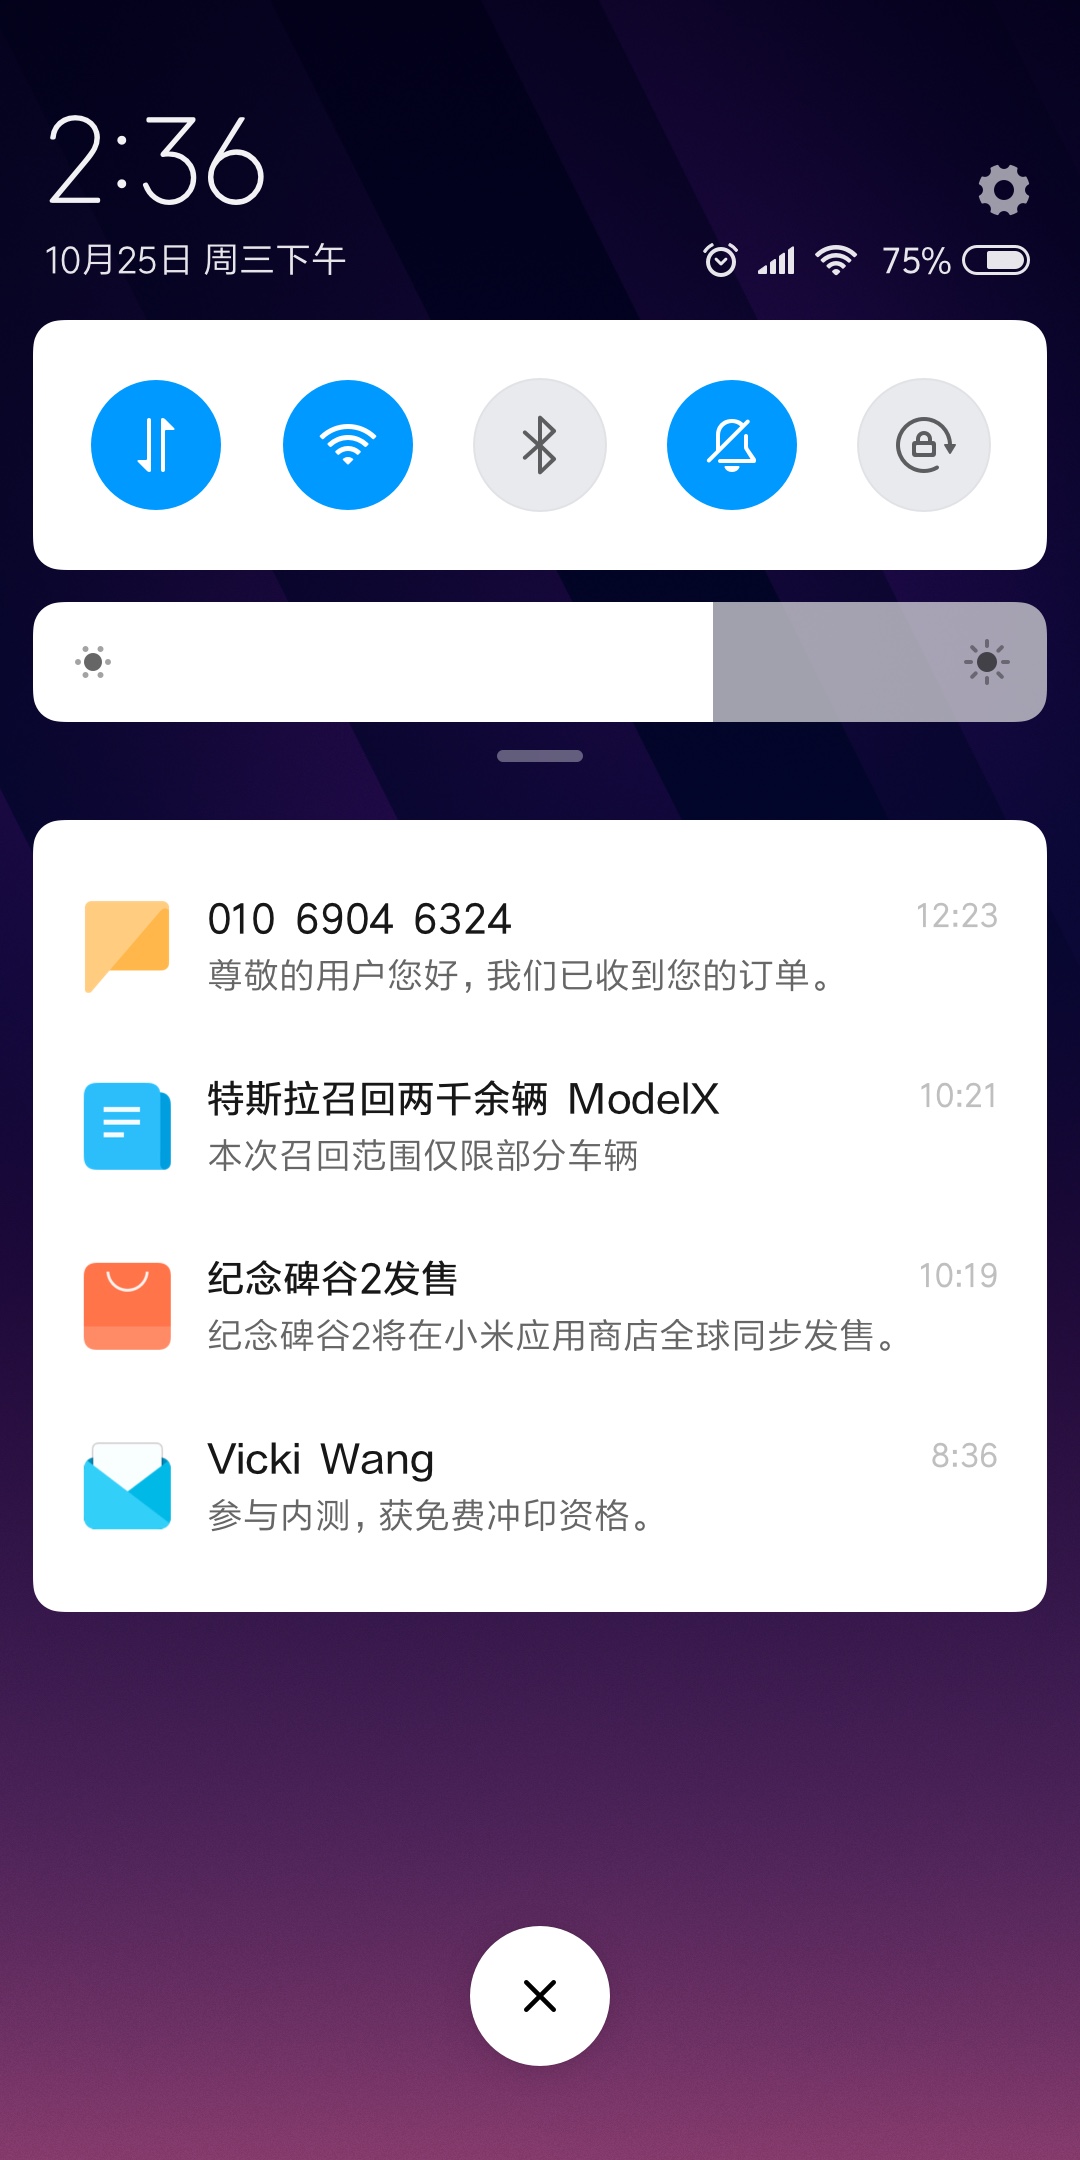 2:36
10月25日 周三下午
75%
010 6904 6324
12:23
尊敬的用户您好，我们已收到您的订单。
特斯拉召回两千余辆 ModelX
10:21
本次召回范围仅限部分车辆
纪念碑谷2发售
10:19
纪念碑谷2将在小米应用商店全球同步发售。
Vicki Wang
8:36
参与内测，获免费冲印资格。